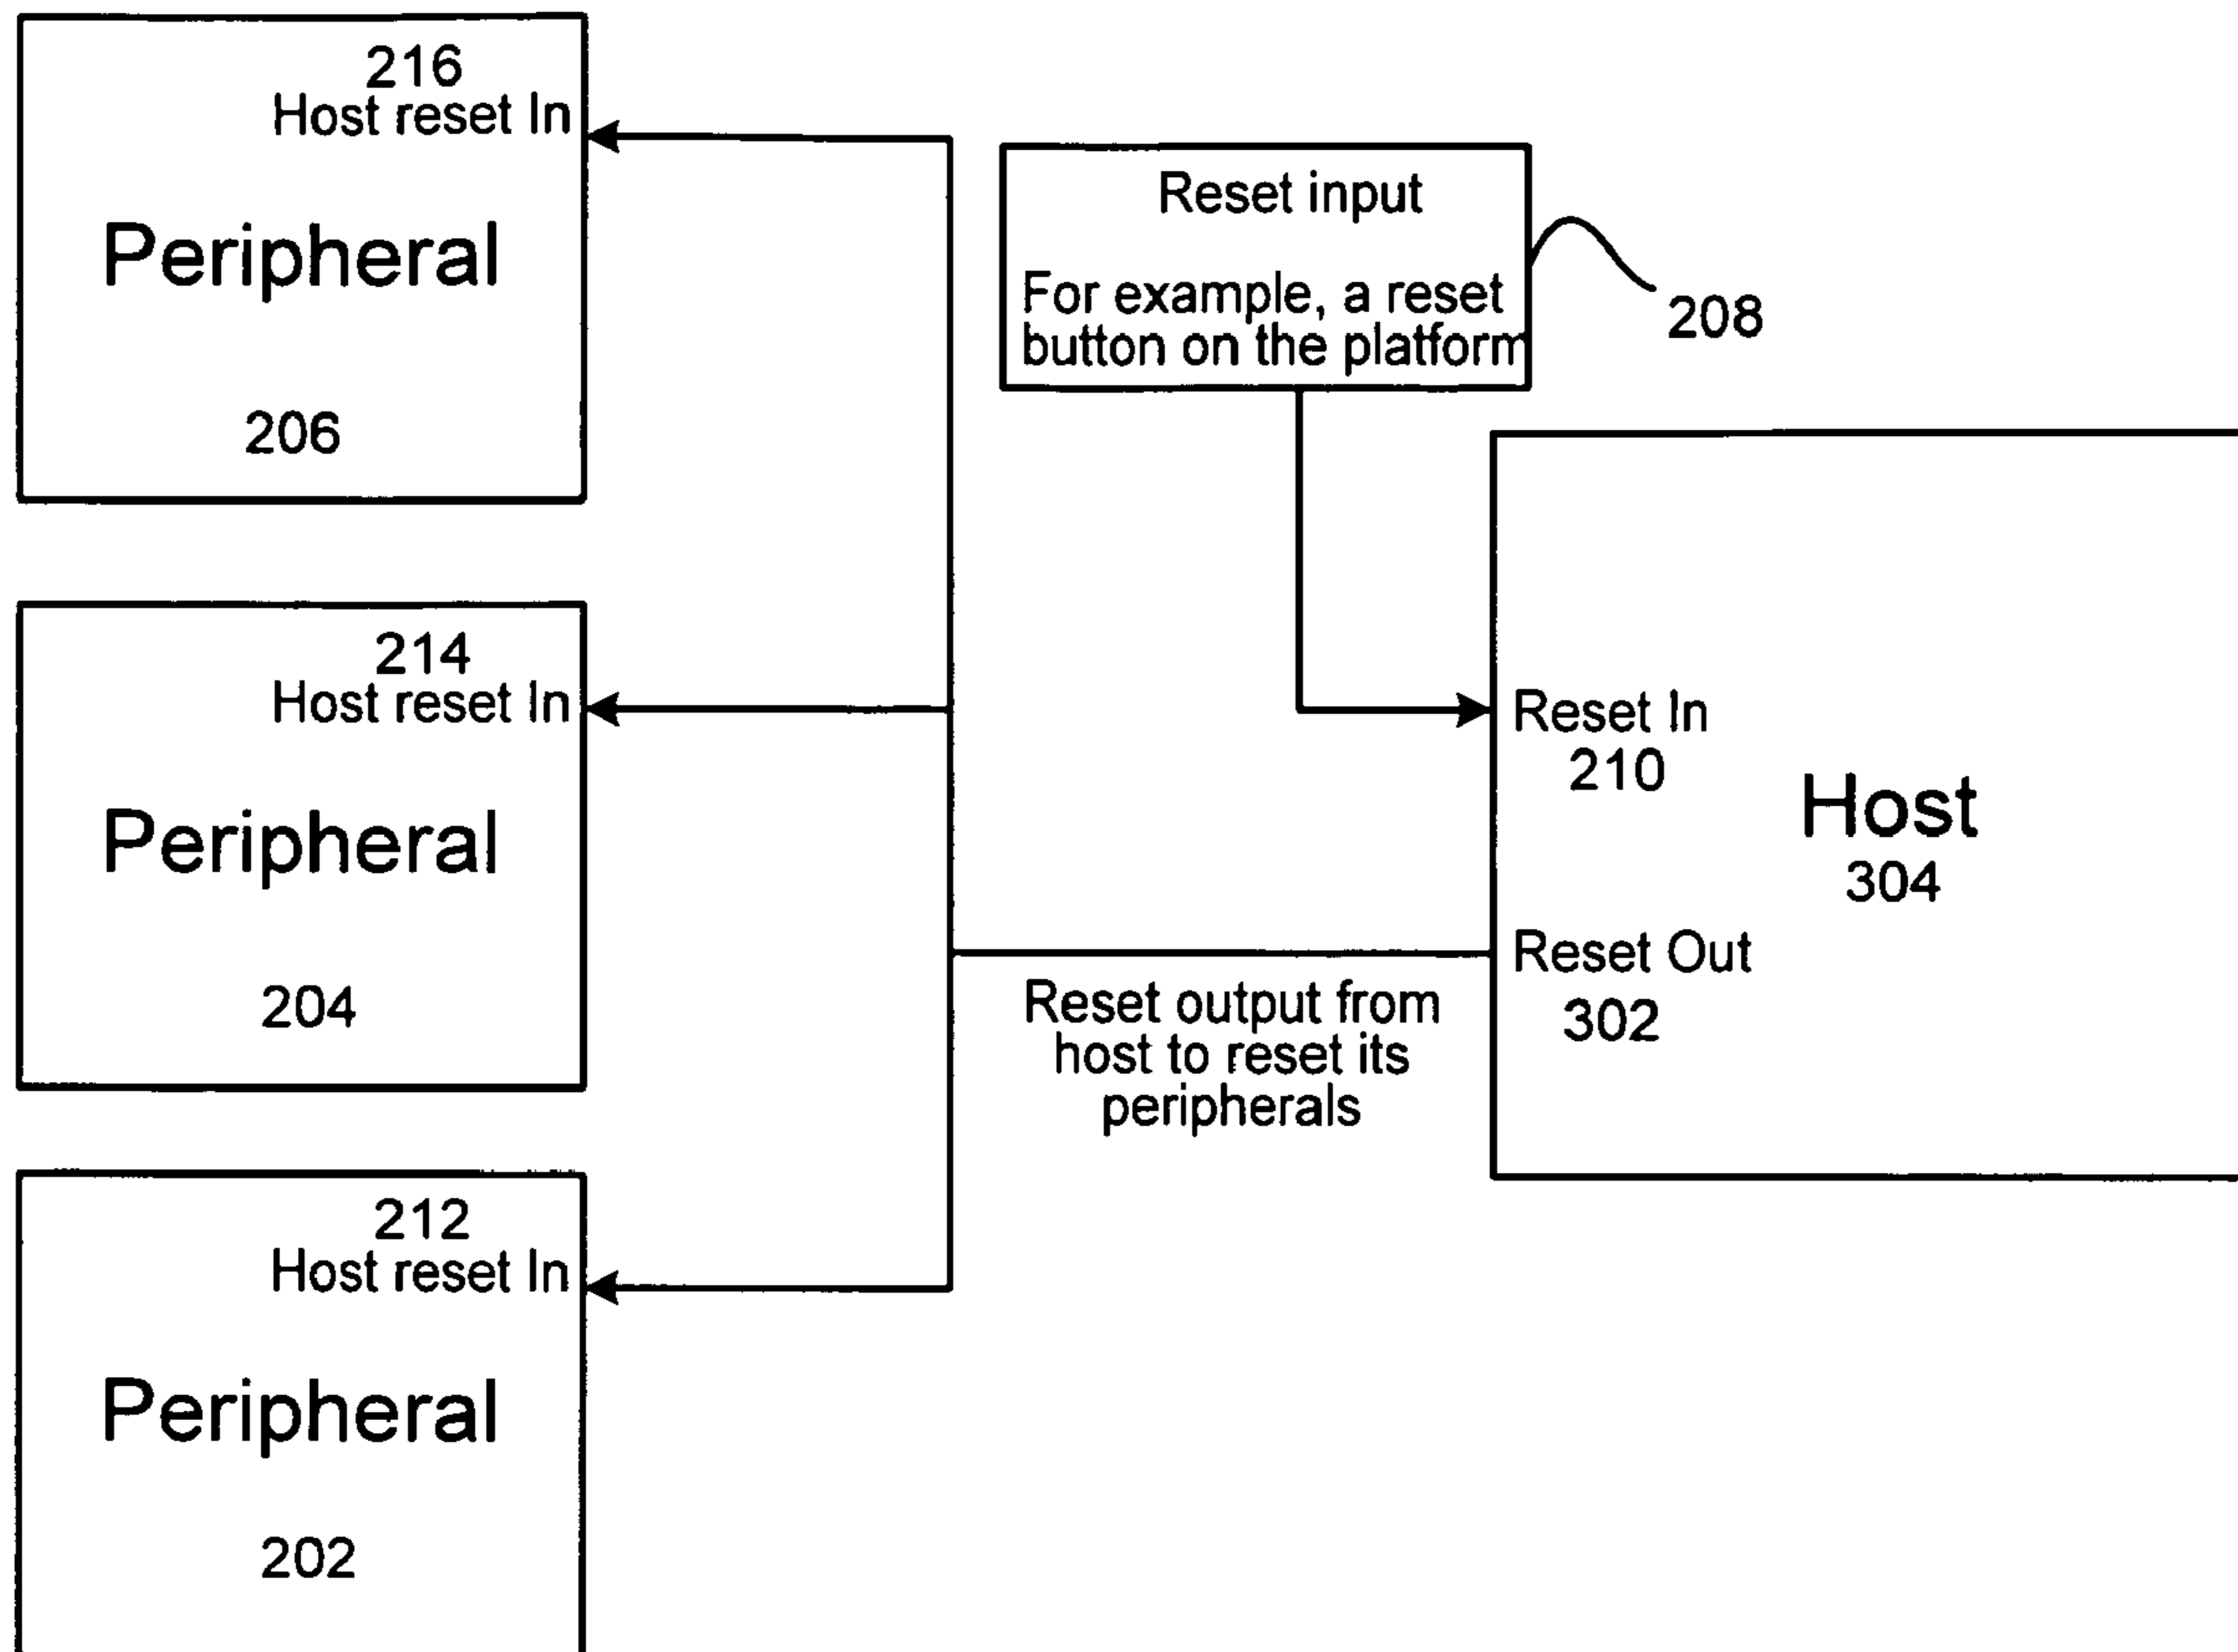 216
Host reset In
Peripheral
206
Reset input
For example, a reset
button on the platform
208
214
Host reset In
Peripheral
204
Reset In
210
Host
304
Reset Out
302
Reset output from
host to reset its
peripherals
212
Host reset In
Peripheral
202